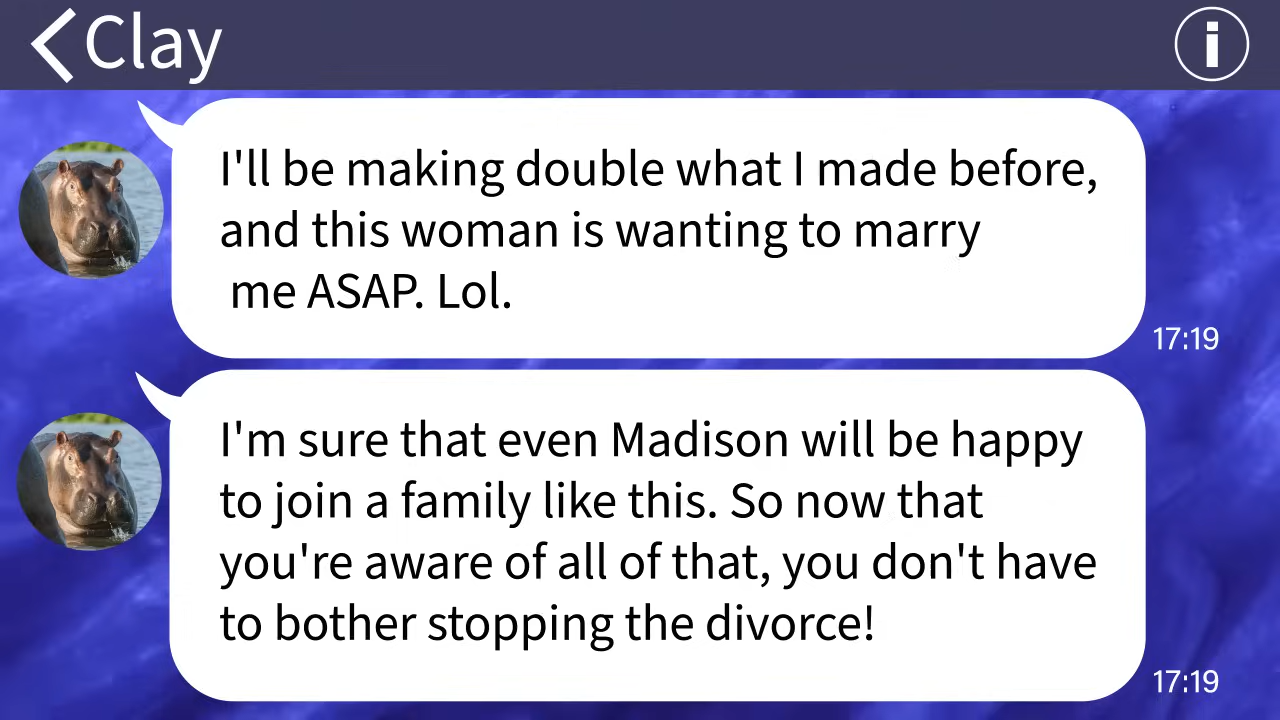 Clay
i
I'll be making double what I made before,
and this woman is wanting to marry
me ASAP. Lol.
17:19
I'm sure that even Madison will be happy
to join a family like this. So now that
you're aware of all of that, you don't have
to bother stopping the divorce!
17:19